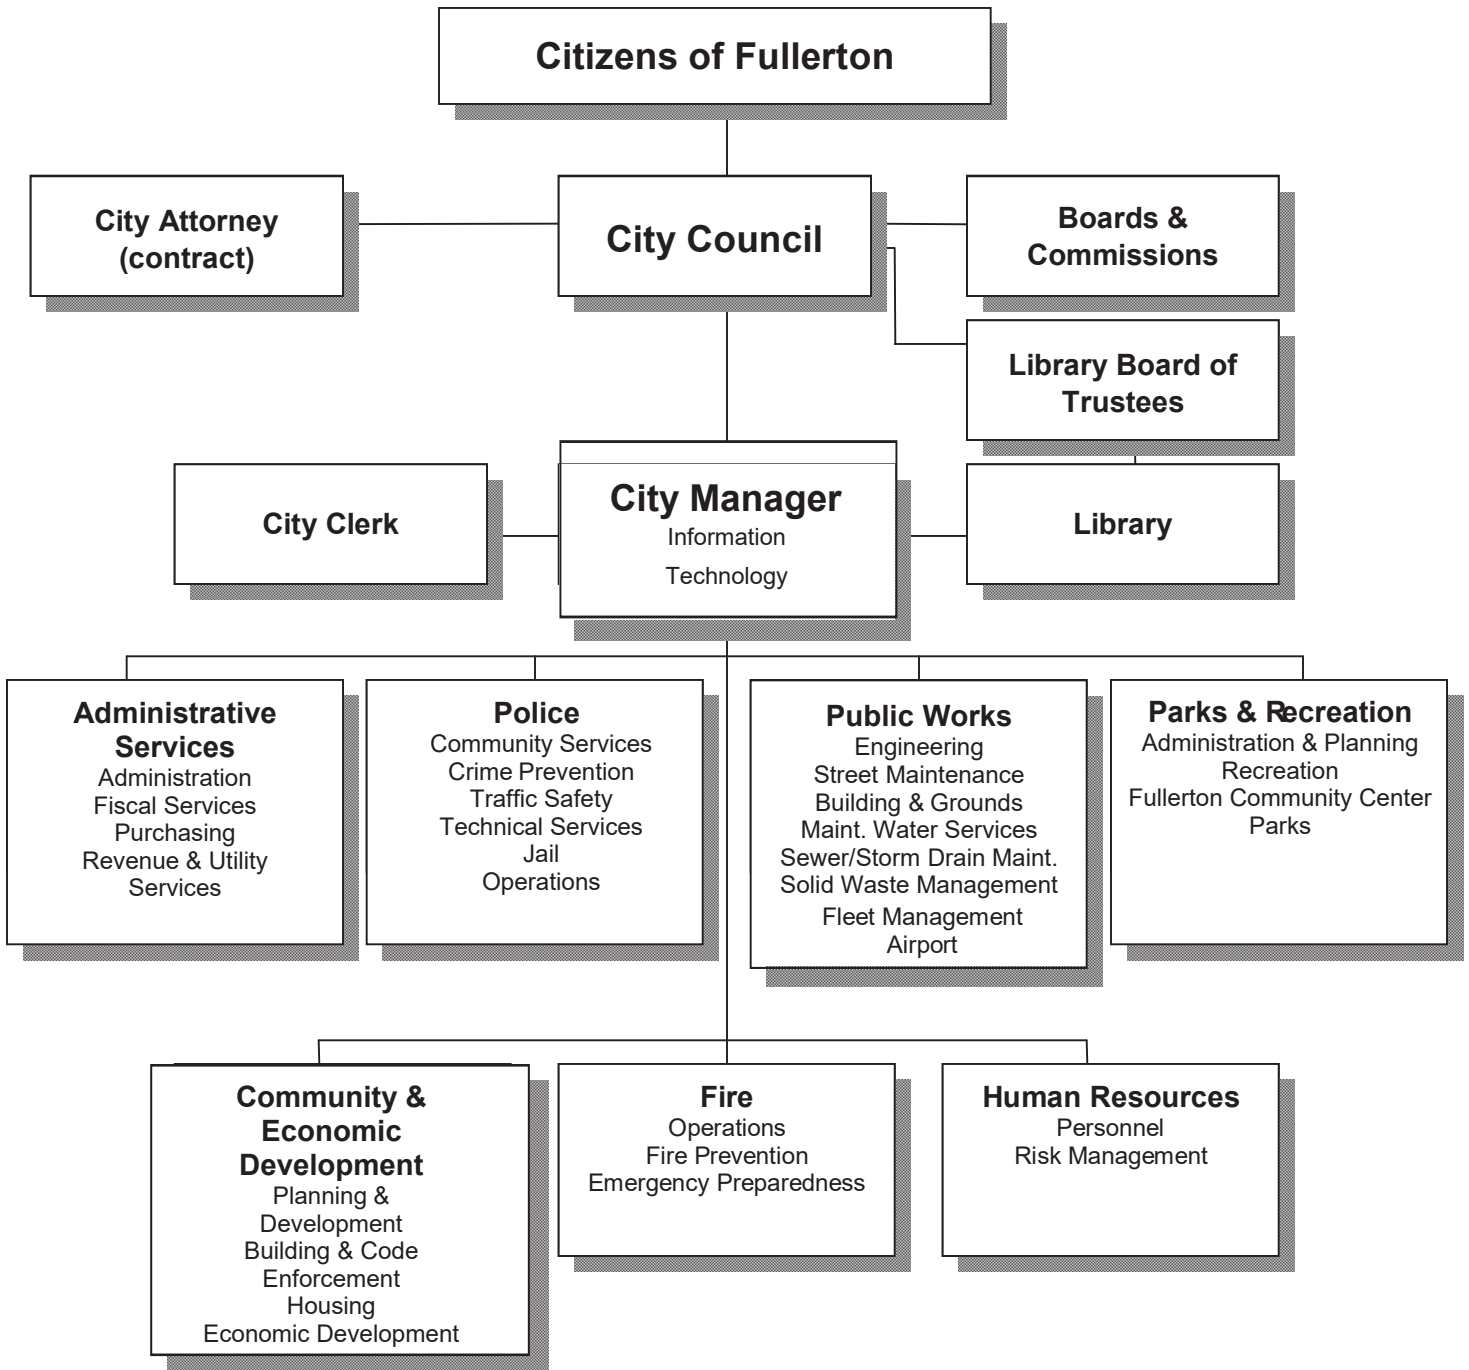 Citizens of Fullerton
City Attorney
(contract)
City Council
Boards &
Commissions
Library Board of
Trustees
City Clerk
City Manager
Information
Technology
Library
Administrative
Services
Administration
Fiscal Services
Purchasing
Revenue & Utility
Services
Police
Community Services
Crime Prevention
Traffic Safety
Technical Services
Jail
Operations
Public Works
Engineering
Street Maintenance
Building & Grounds
Maint. Water Services
Sewer/Storm Drain Maint.
Solid Waste Management
Fleet Management
Airport
Parks & Recreation
Administration & Planning
Recreation
Fullerton Community Center
Parks
Community &
Economic
Development
Planning &
Development
Building & Code
Enforcement
Housing
Economic Development
Fire
Operations
Fire Prevention
Emergency Preparedness
Human Resources
Personnel
Risk Management